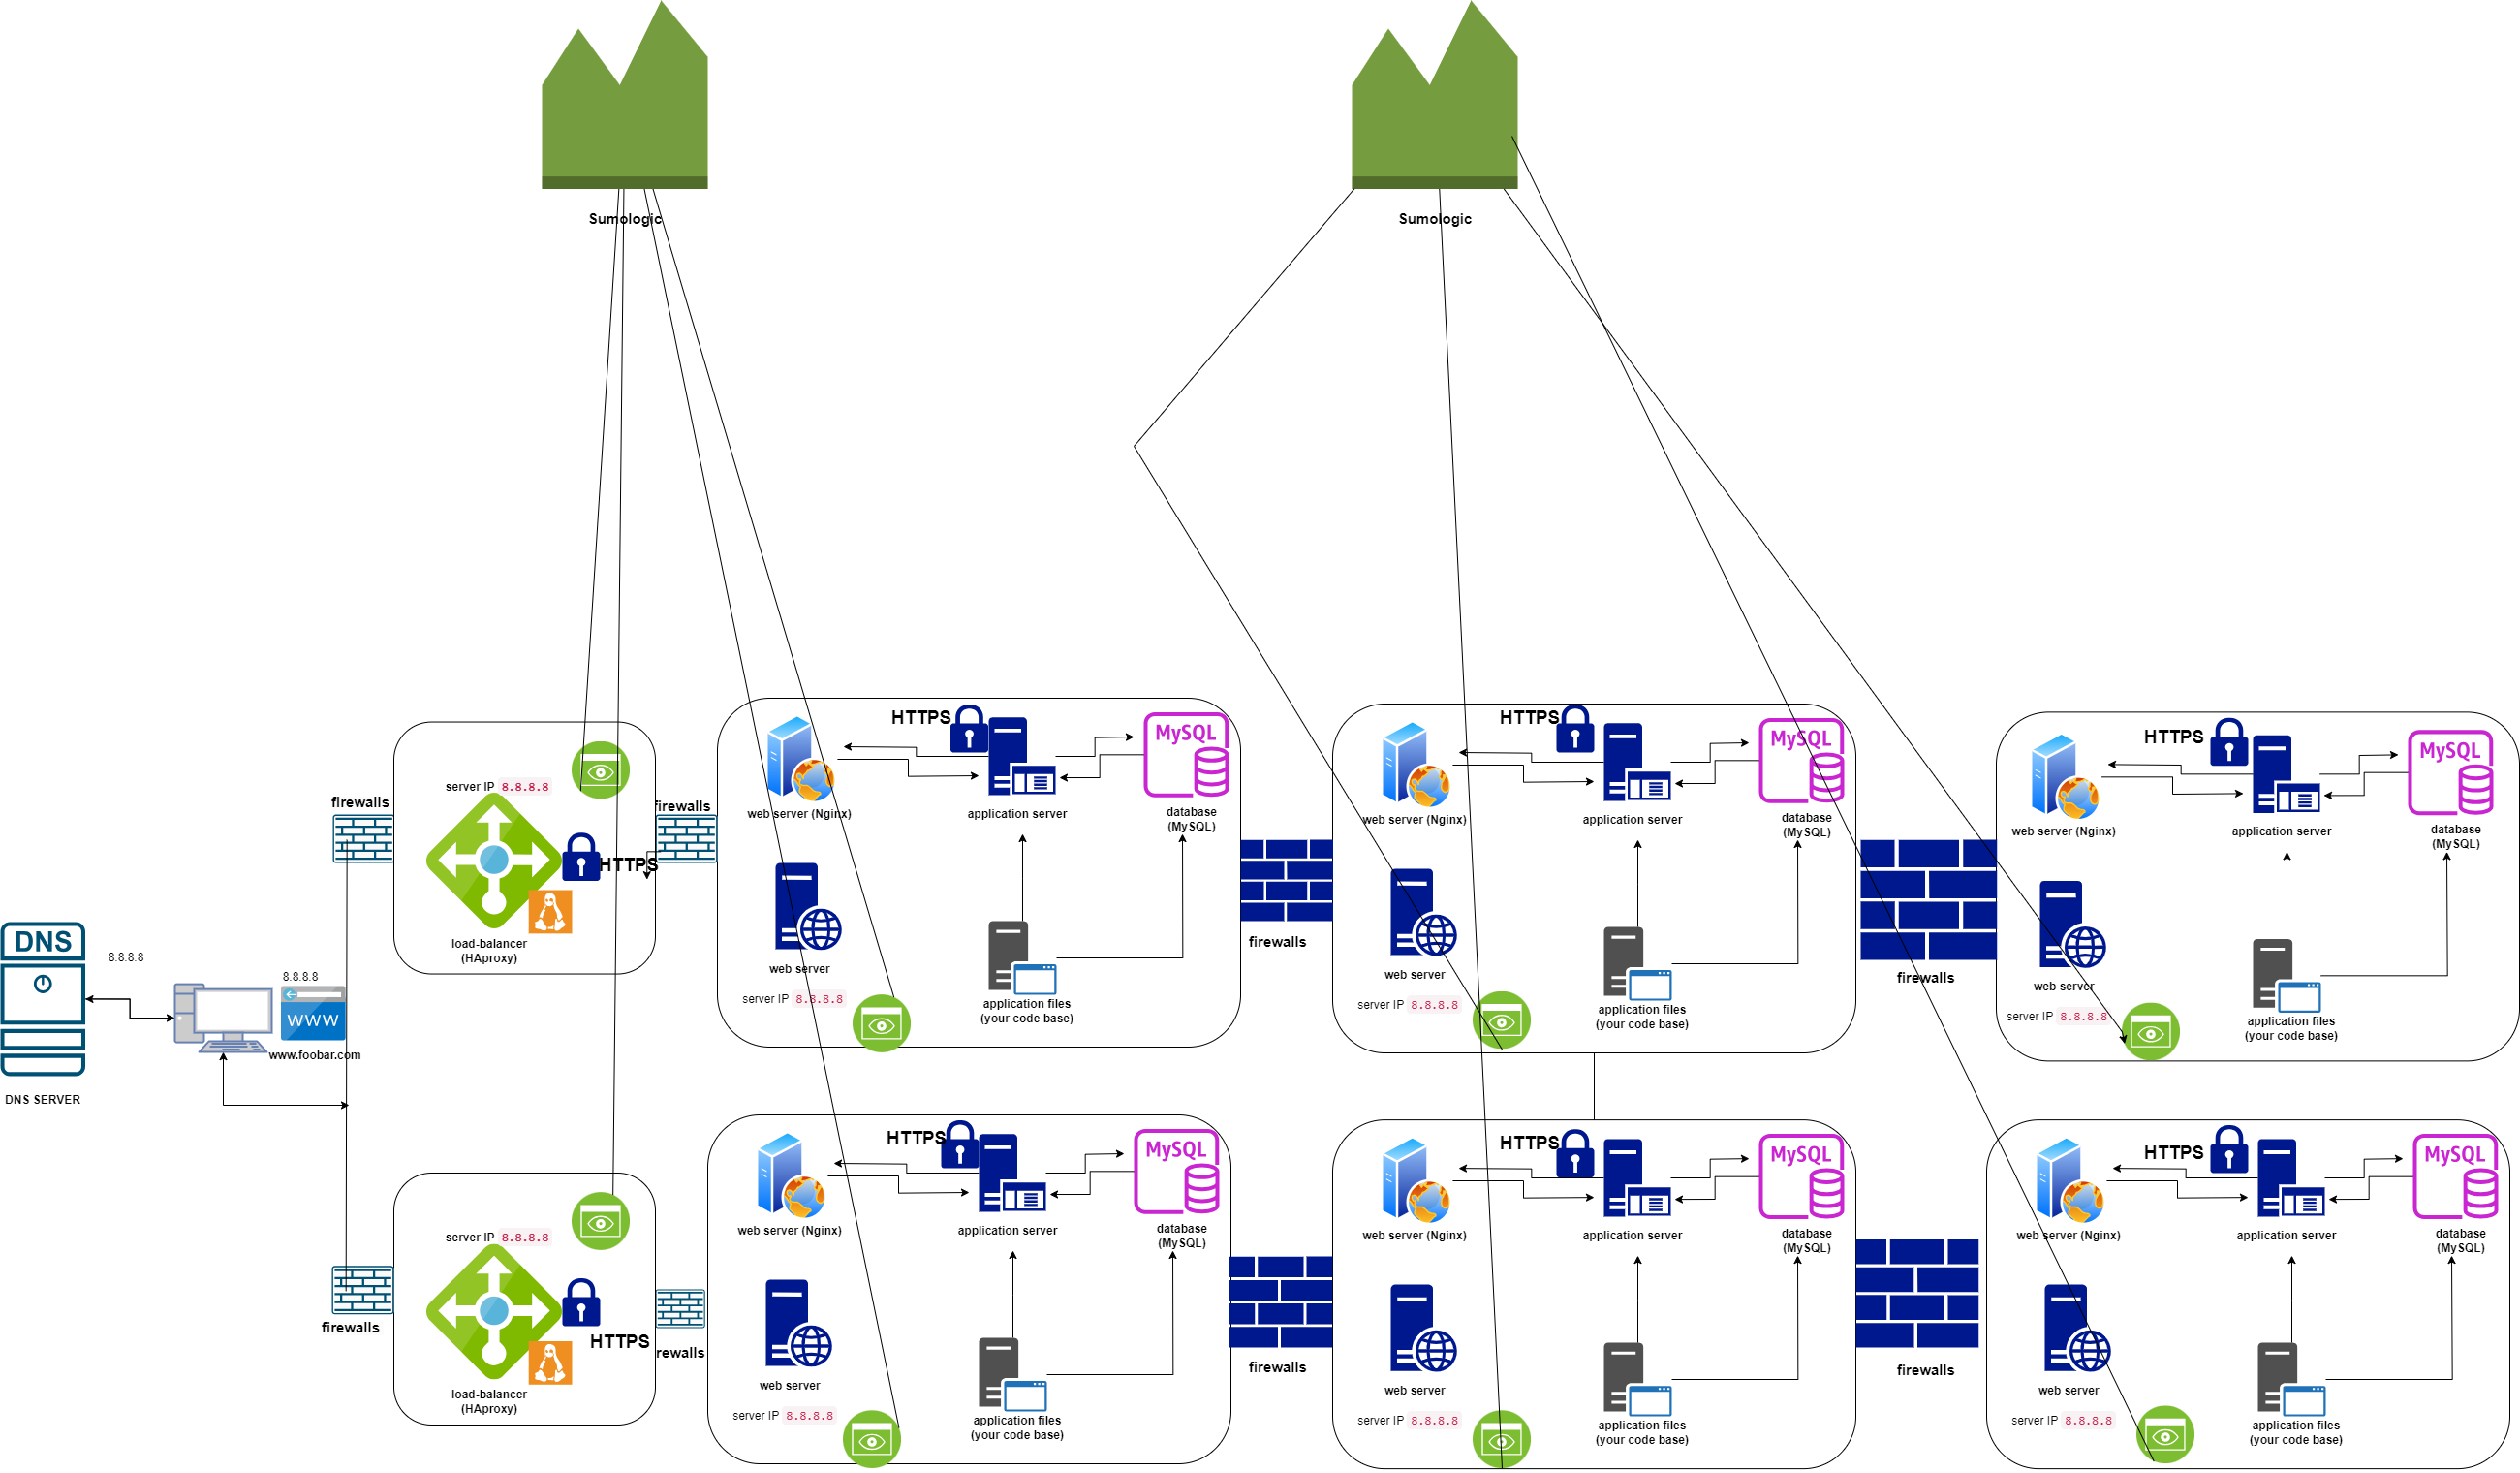 Sumologic
Sumologic
DNS
8.8.8.8
DNS SERVER
8.8.8.8
WWW
www.foobar.com
firewalls
server IP 8.8.8.8
HTTPS
load-balancer
(HAproxy)
firewalls
HTTPS
MySQL
web server (Nginx)
application server
database
(MySQL)
web server
server IP 8.8.8.8
application files
(your code base)
firewalls
HTTPS
MySQL
web server (Nginx)
application server
database
(MySQL)
web server
server IP 8.8.8.8
application files
(your code base)
firewalls
HTTPS
MySQL
web server (Nginx)
application server
database
(MySQL)
web server
server IP 8.8.8.8
application files
(your code base)
firewalls
server IP 8.8.8.8
HTTPS
load-balancer
(HAproxy)
rewalls
HTTPS
MySQL
web server (Nginx)
application server
database
(MySQL)
web server
server IP 8.8.8.8
application files
(your code base)
firewalls
HTTPS
MySQL
web server (Nginx)
application server
database
(MySQL)
web server
server IP 8.8.8.8
application files
(your code base)
firewalls
HTTPS
MySQL
web server (Nginx)
application server
database
(MySQL)
web server
server IP 8.8.8.8
application files
(your code base)